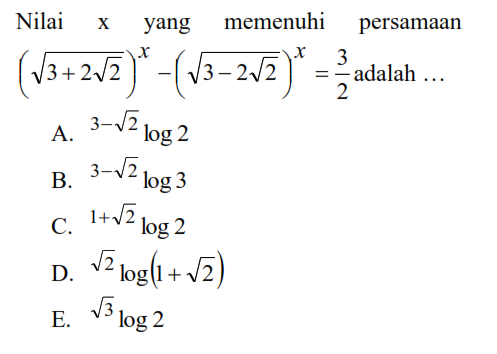 Nilai x yang memenuhi persamaan
(√(3+2√2))^x − (√(3−2√2))^x = 3/2 adalah …
A. ^(3−√2) log 2
B. ^(3−√2) log 3
C. ^(1+√2) log 2
D. ^(√2) log(1+√2)
E. ^(√3) log 2